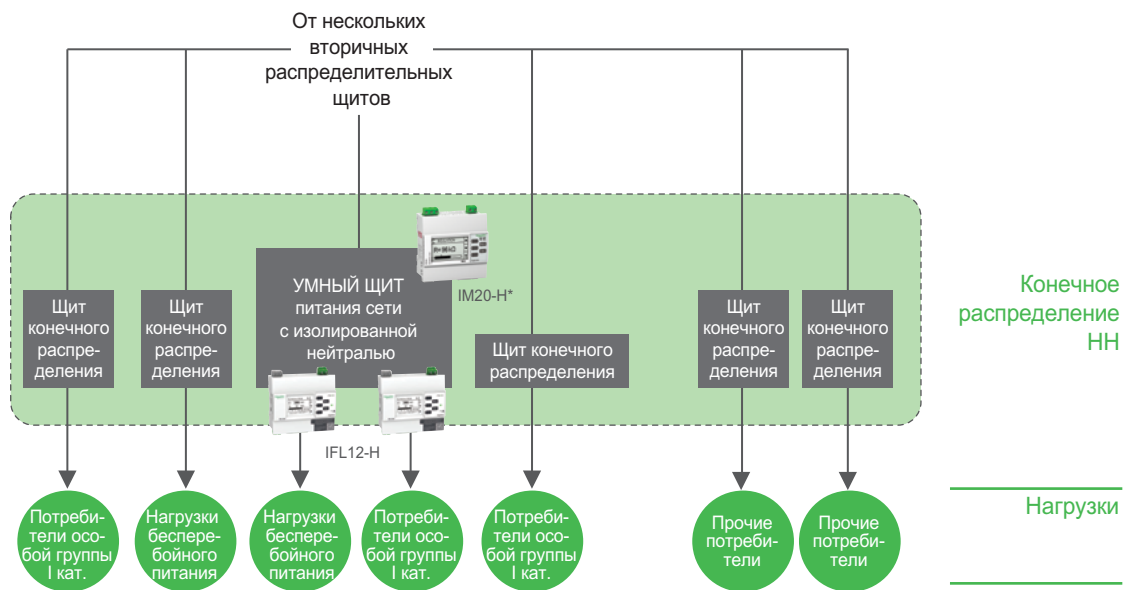 От нескольких
вторичных
распределительных
щитов
IM20-H*
УМНЫЙ ЩИТ
питания сети
с изолированной
нейтралью
Щит
конечного
распре-
деления
Щит
конечного
распре-
деления
Щит конечного
распределения
Щит
конечного
распре-
деления
Щит
конечного
распре-
деления
Конечное
распределение
НН
IFL12-H
Потреби-
тели осо-
бой группы
I кат.
Нагрузки
беспере-
бойного
питания
Нагрузки
беспере-
бойного
питания
Потреби-
тели осо-
бой группы
I кат.
Потреби-
тели осо-
бой группы
I кат.
Прочие
потреби-
тели
Прочие
потреби-
тели
Нагрузки